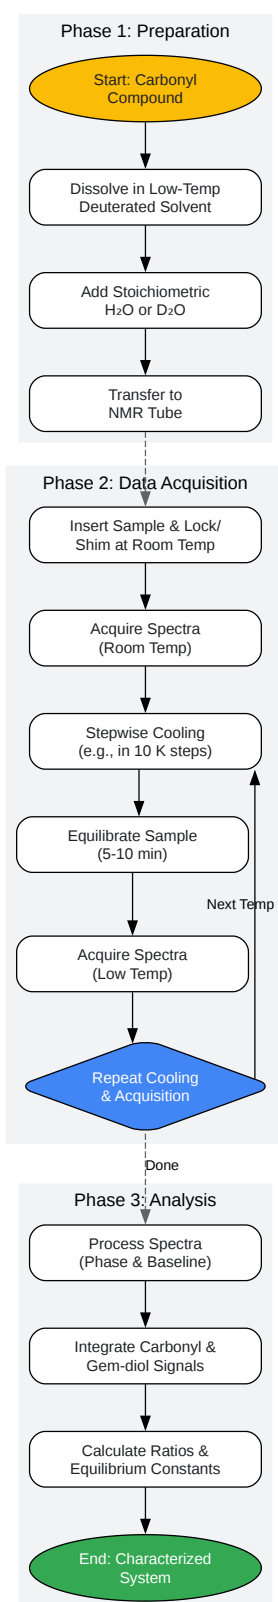 Phase 1: Preparation
Start: Carbonyl
Compound
Dissolve in Low-Temp
Deuterated Solvent
Add Stoichiometric
H₂O or D₂O
Transfer to
NMR Tube
Phase 2: Data Acquisition
Insert Sample & Lock/
Shim at Room Temp
Acquire Spectra
(Room Temp)
Stepwise Cooling
(e.g., in 10 K steps)
Equilibrate Sample
(5-10 min)
Next Temp
Acquire Spectra
(Low Temp)
Repeat Cooling
& Acquisition
Done
Phase 3: Analysis
Process Spectra
(Phase & Baseline)
Integrate Carbonyl &
Gem-diol Signals
Calculate Ratios &
Equilibrium Constants
End: Characterized
System